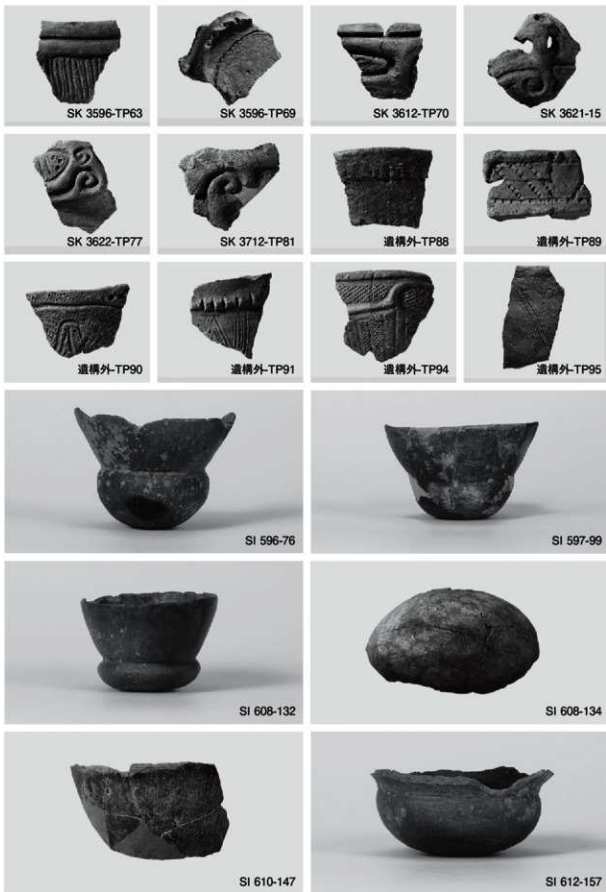 SK 3596-TP63
SK 3596-TP69
SK 3612-TP70
SK 3621-15
SK 3622-TP77
SK 3712-TP81
遺構外-TP88
遺構外-TP89
遺構外-TP90
遺構外-TP91
遺構外-TP94
遺構外-TP95
SI 596-76
SI 597-99
SI 608-132
SI 608-134
SI 610-147
SI 612-157